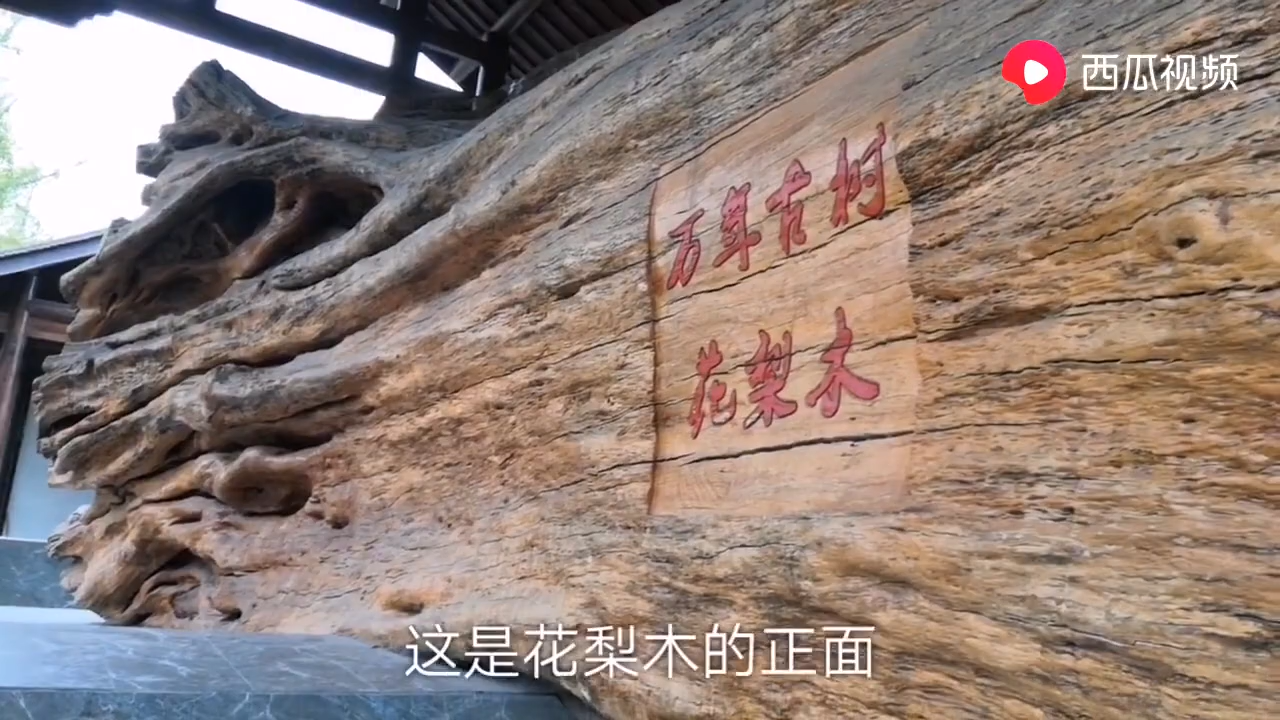 西瓜视频
万年古树
花梨木
这是花梨木的正面